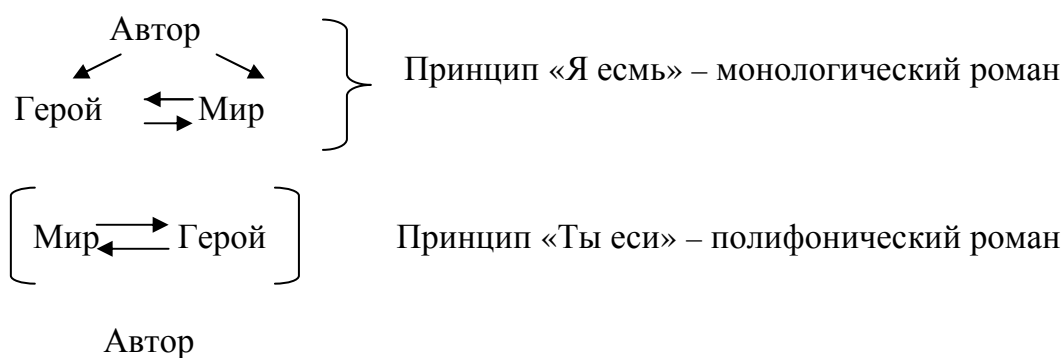 Автор
Принцип «Я есмь» – монологический роман
Герой Мир
Мир Герой Принцип «Ты еси» – полифонический роман
Автор